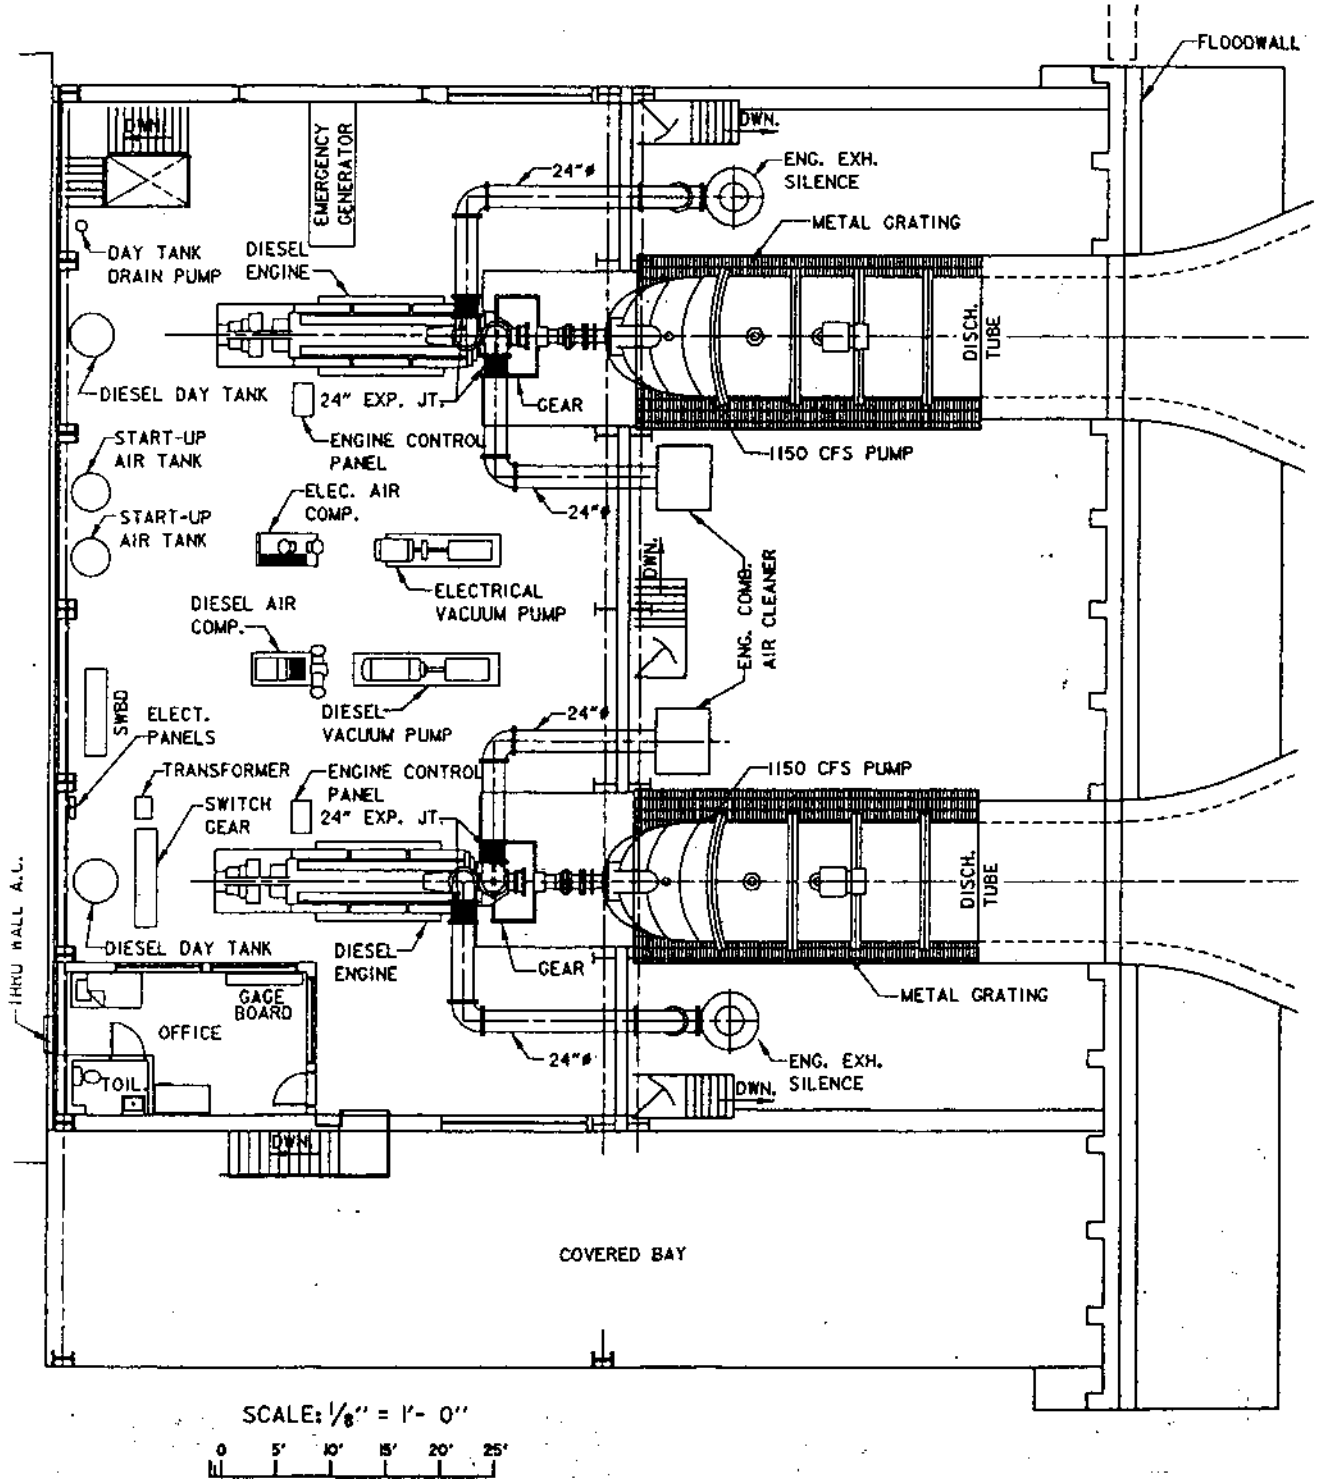 FLOODWALL
DWN.
DWN.
EMERGENCY
GENERATOR
24"ø
ENG. EXH.
SILENCE
METAL GRATING
DAY TANK
DRAIN PUMP
DIESEL
ENGINE
DISCH.
TUBE
DIESEL DAY TANK
24" EXP. JT.
GEAR
START-UP
AIR TANK
ENGINE CONTROL
PANEL
1150 CFS PUMP
ELEC. AIR
COMP.
24"ø
START-UP
AIR TANK
DWN.
ENG. COMB.
AIR CLEANER
ELECTRICAL
VACUUM PUMP
DIESEL AIR
COMP.
SWBD
ELECT.
PANELS
DIESEL
VACUUM PUMP
24"ø
TRANSFORMER
ENGINE CONTROL
PANEL
1150 CFS PUMP
SWITCH
GEAR
24" EXP. JT.
DISCH.
TUBE
THRU WALL A.C.
DIESEL DAY TANK
DIESEL
ENGINE
GEAR
METAL GRATING
GAGE
BOARD
OFFICE
24"ø
ENG. EXH.
SILENCE
TOIL.
DWN.
DWN.
COVERED BAY
SCALE: 1/8" = 1'- 0"
0 5' 10' 15' 20' 25'